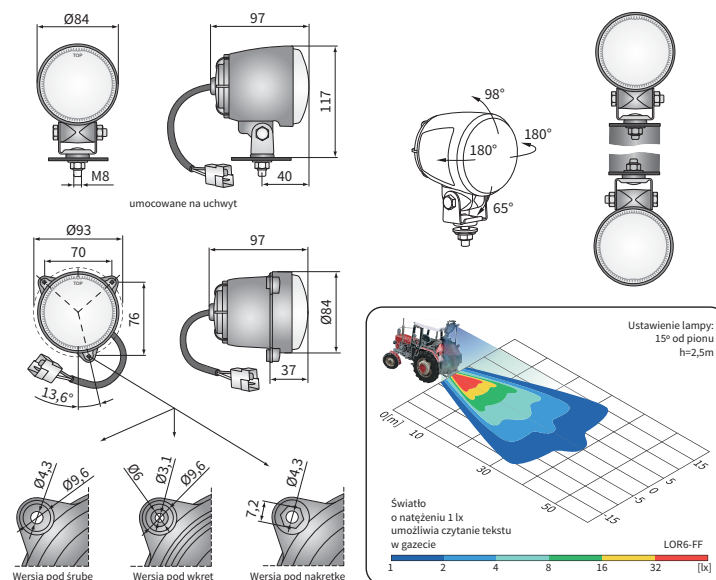 Ø84
TOP
M8
97
117
40
umocowane na uchwyt
98°
180°
180°
65°
Ø93
70
TOP
76
13,6°
97
Ø84
37
Ø4,3
Ø9,6
Wersja pod śrubę
Ø6
Ø3,1
Ø9,6
Wersja pod wkręt
Ø4,3
7,2
Wersja pod nakrętkę
Ustawienie lampy:
15º od pionu
h=2,5m
0[m]
10
30
50
15
5
0
-5
-15
Światło
o natężeniu 1 lx
umożliwia czytanie tekstu
w gazecie
LOR6-FF
1 2 4 8 16 32 [lx]